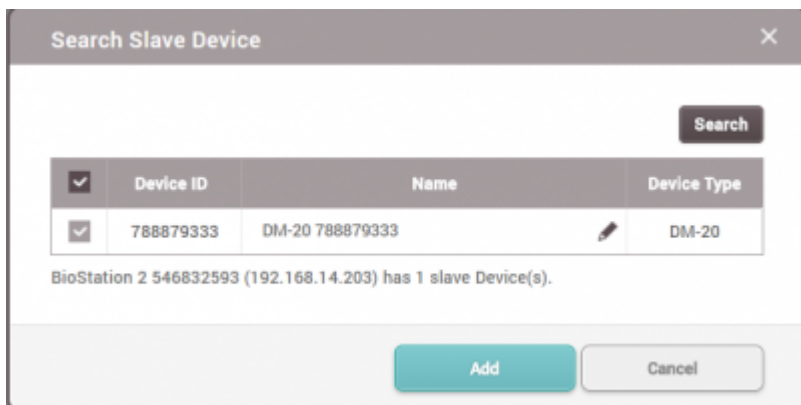 Search Slave Device
Search
Device ID Name Device Type
788879333 DM-20 788879333 DM-20
BioStation 2 546832593 (192.168.14.203) has 1 slave Device(s).
Add Cancel